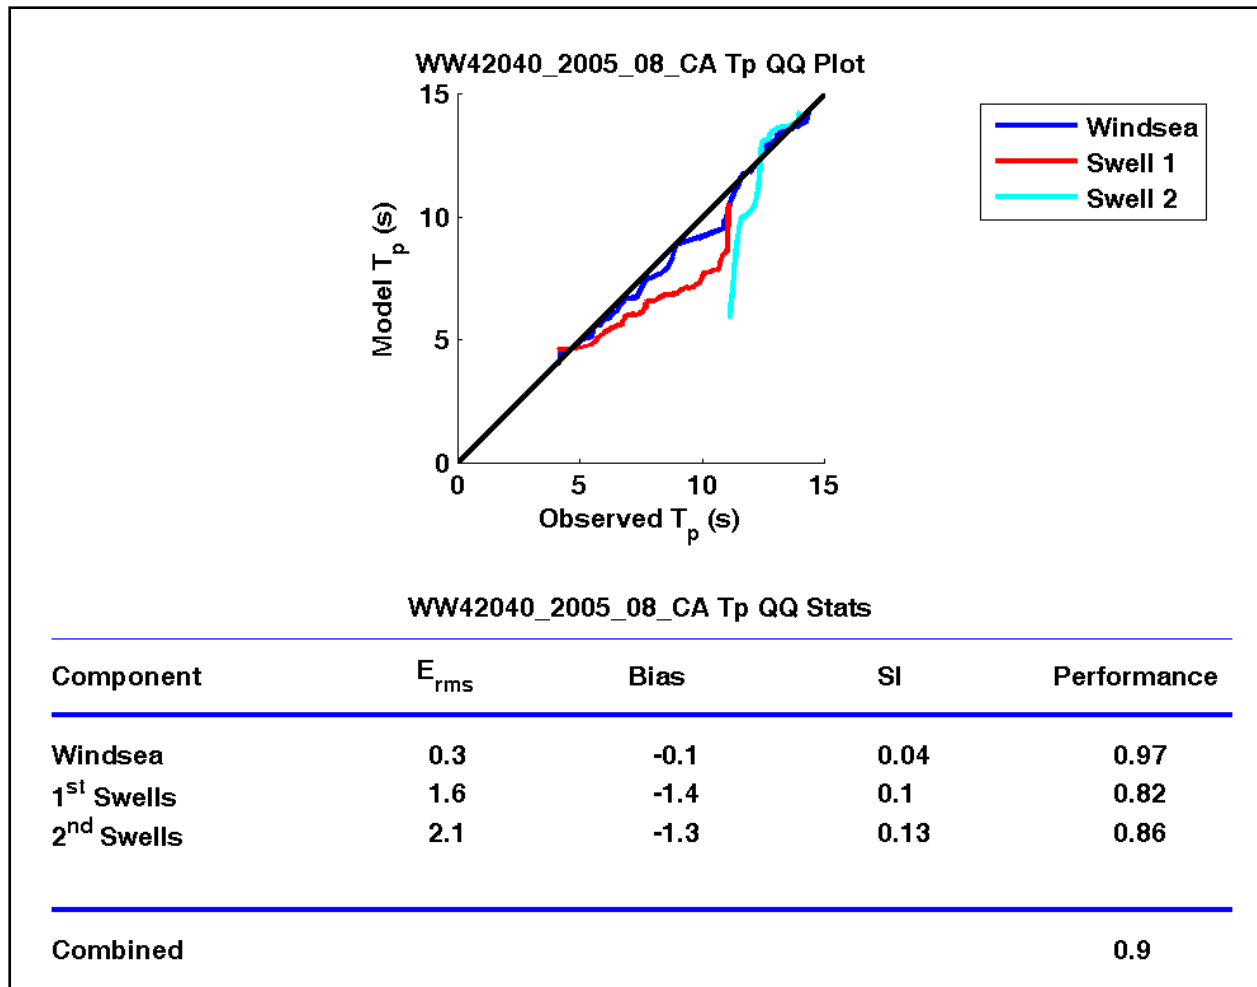 WW42040_2005_08_CA Tp QQ Plot
15
10
5
0
0 5 10 15
Model T_p (s)
Observed T_p (s)
Windsea
Swell 1
Swell 2
WW42040_2005_08_CA Tp QQ Stats
Component E_rms Bias SI Performance
Windsea 0.3 -0.1 0.04 0.97
1st Swells 1.6 -1.4 0.1 0.82
2nd Swells 2.1 -1.3 0.13 0.86
Combined 0.9